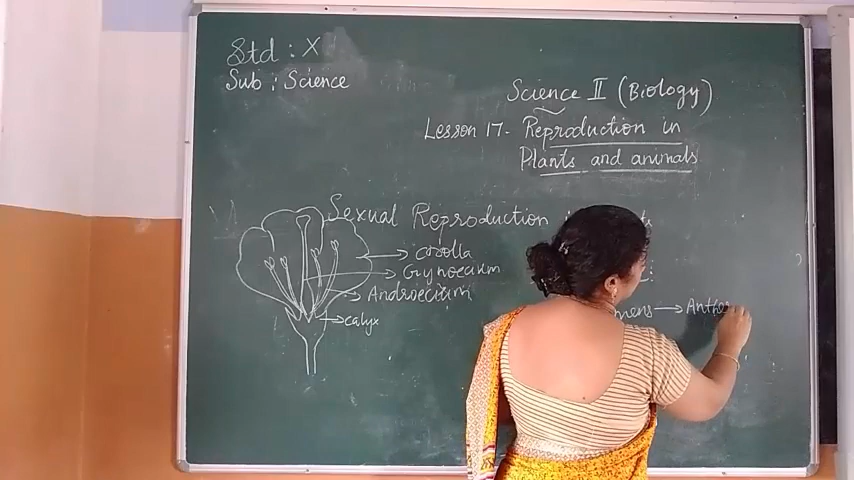 Std : X
Sub : Science
Science II (Biology)
Lesson 17. Reproduction in
Plants and animals
Sexual Reproduction
Corolla
Gynoecium
Androecium
calyx
Anther